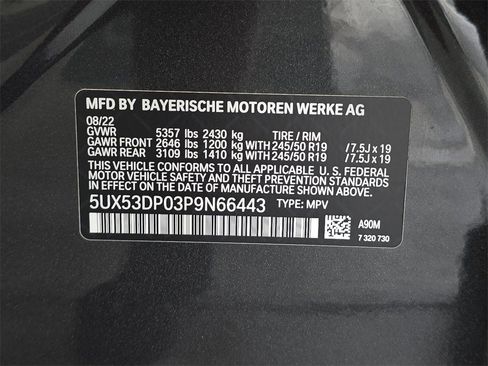 MFD BY BAYERISCHE MOTOREN WERKE AG
08/22
GVWR 5357 lbs 2430 kg TIRE / RIM
GAWR FRONT 2646 lbs 1200 kg WITH 245/50 R19 /7.5J x 19
GAWR REAR 3109 lbs 1410 kg WITH 245/50 R19 /7.5J x 19
THIS VEHICLE CONFORMS TO ALL APPLICABLE U. S. FEDERAL
MOTOR VEHICLE SAFETY, BUMPER, AND THEFT PREVENTION
STANDARDS IN EFFECT ON THE DATE OF MANUFACTURE SHOWN ABOVE.
5UX53DP03P9N66443 TYPE: MPV
A90M
7 320 730